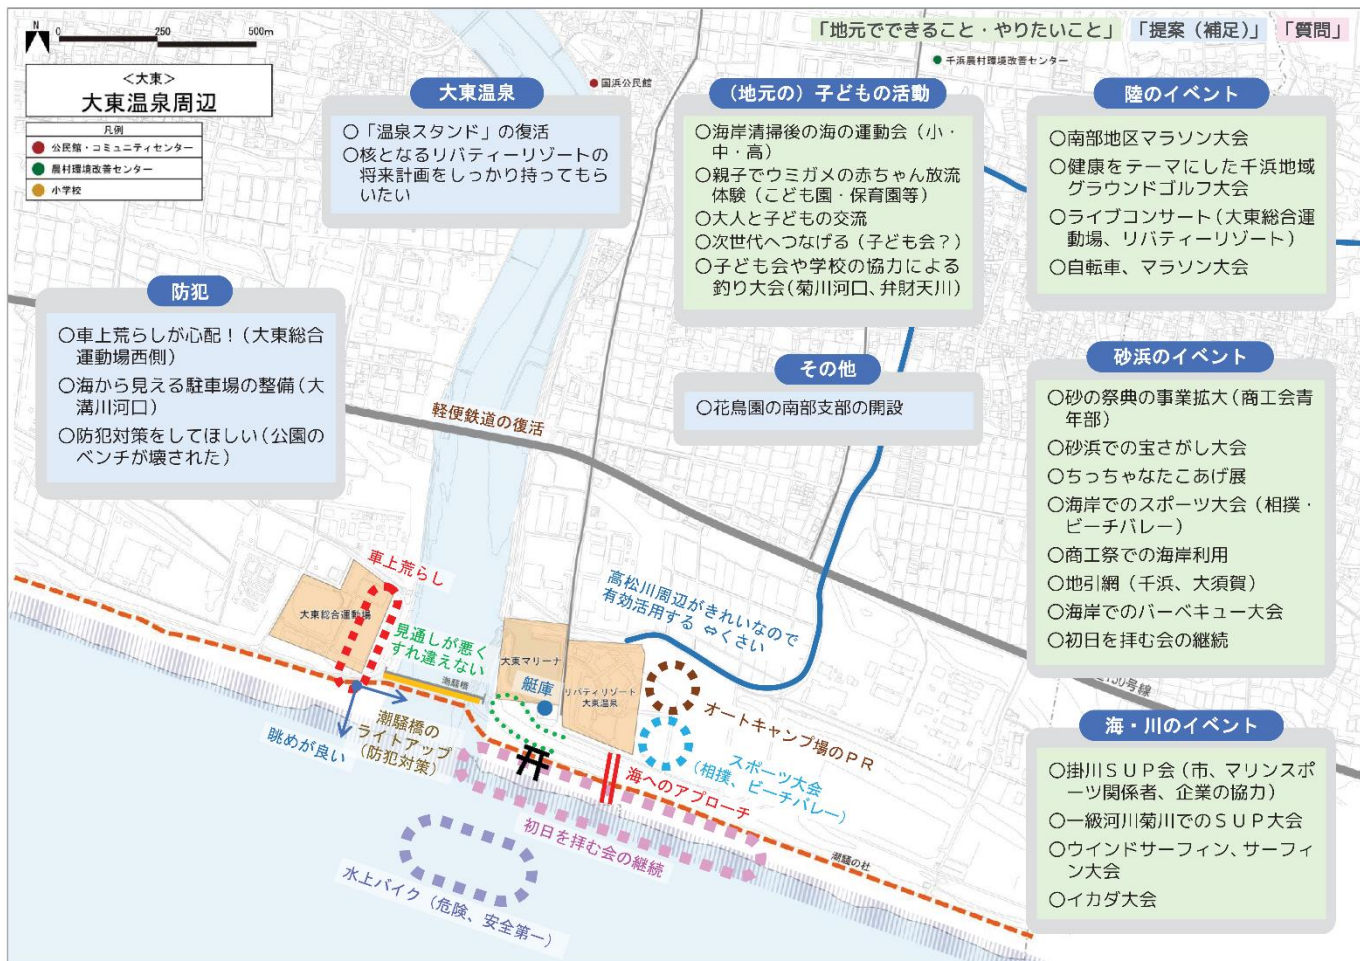 N
0 250 500m
＜大東＞
大東温泉周辺
凡例
公民館・コミュニティセンター
農村環境改善センター
小学校
「地元でできること・やりたいこと」 「提案（補足）」 「質問」
国浜公民館
千浜農村環境改善センター
大東温泉
○「温泉スタンド」の復活
○核となるリバティーリゾートの
将来計画をしっかり持ってもら
いたい
（地元の）子どもの活動
○海岸清掃後の海の運動会（小・
中・高）
○親子でウミガメの赤ちゃん放流
体験（こども園・保育園等）
○大人と子どもの交流
○次世代へつなげる（子ども会？）
○子ども会や学校の協力による
釣り大会（菊川河口、弁財天川）
陸のイベント
○南部地区マラソン大会
○健康をテーマにした千浜地域
グラウンドゴルフ大会
○ライブコンサート（大東総合運
動場、リバティーリゾート）
○自転車、マラソン大会
防犯
○車上荒らしが心配！（大東総合
運動場西側）
○海から見える駐車場の整備（大
溝川河口）
○防犯対策をしてほしい（公園の
ベンチが壊された）
その他
○花鳥園の南部支部の開設
砂浜のイベント
○砂の祭典の事業拡大（商工会青
年部）
○砂浜での宝さがし大会
○ちっちゃなたこあげ展
○海岸でのスポーツ大会（相撲・
ビーチバレー）
○商工祭での海岸利用
○地引網（千浜、大須賀）
○海岸でのバーベキュー大会
○初日を拝む会の継続
海・川のイベント
○掛川ＳＵＰ会（市、マリンスポ
ーツ関係者、企業の協力）
○一級河川菊川でのＳＵＰ大会
○ウインドサーフィン、サーフィ
ン大会
○イカダ大会
軽便鉄道の復活
150号線
車上荒らし
大東総合運動場
見通しが悪く
すれ違えない
潮騒橋
大東マリーナ
艇庫
リバティリゾート
大東温泉
高松川周辺がきれいなので
有効活用する ⇔くさい
オートキャンプ場のＰＲ
スポーツ大会
（相撲、ビーチバレー）
眺めが良い
潮騒橋の
ライトアップ
（防犯対策）
海へのアプローチ
初日を拝む会の継続
水上バイク（危険、安全第一）
潮騒の杜